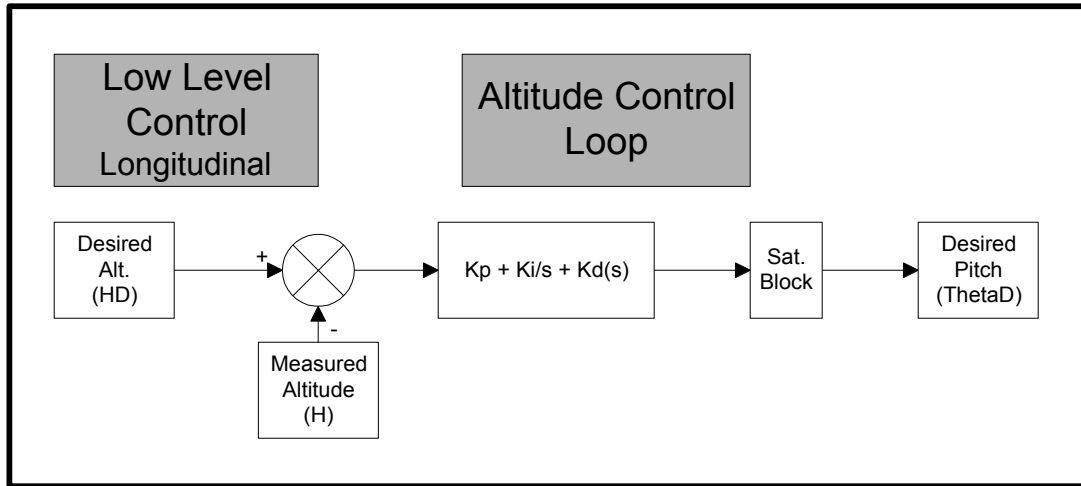 Low Level
Control
Longitudinal
Altitude Control
Loop
Desired
Alt.
(HD)
+
-
Measured
Altitude
(H)
Kp + Ki/s + Kd(s)
Sat.
Block
Desired
Pitch
(ThetaD)